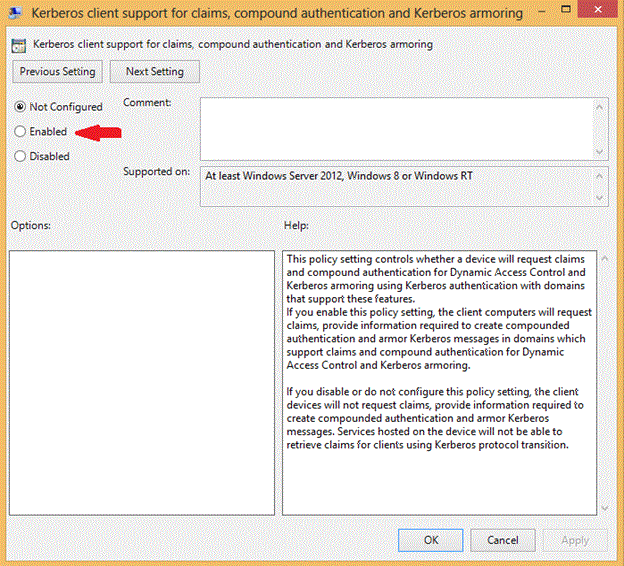 Kerberos client support for claims, compound authentication and Kerberos armoring
Kerberos client support for claims, compound authentication and Kerberos armoring
Previous Setting
Next Setting
Not Configured
Comment:
Enabled
Disabled
Supported on:
At least Windows Server 2012, Windows 8 or Windows RT
Options:
Help:
This policy setting controls whether a device will request claims
and compound authentication for Dynamic Access Control and
Kerberos armoring using Kerberos authentication with domains
that support these features.
If you enable this policy setting, the client computers will request
claims, provide information required to create compounded
authentication and armor Kerberos messages in domains which
support claims and compound authentication for Dynamic
Access Control and Kerberos armoring.
If you disable or do not configure this policy setting, the client
devices will not request claims, provide information required to
create compounded authentication and armor Kerberos
messages. Services hosted on the device will not be able to
retrieve claims for clients using Kerberos protocol transition.
OK
Cancel
Apply